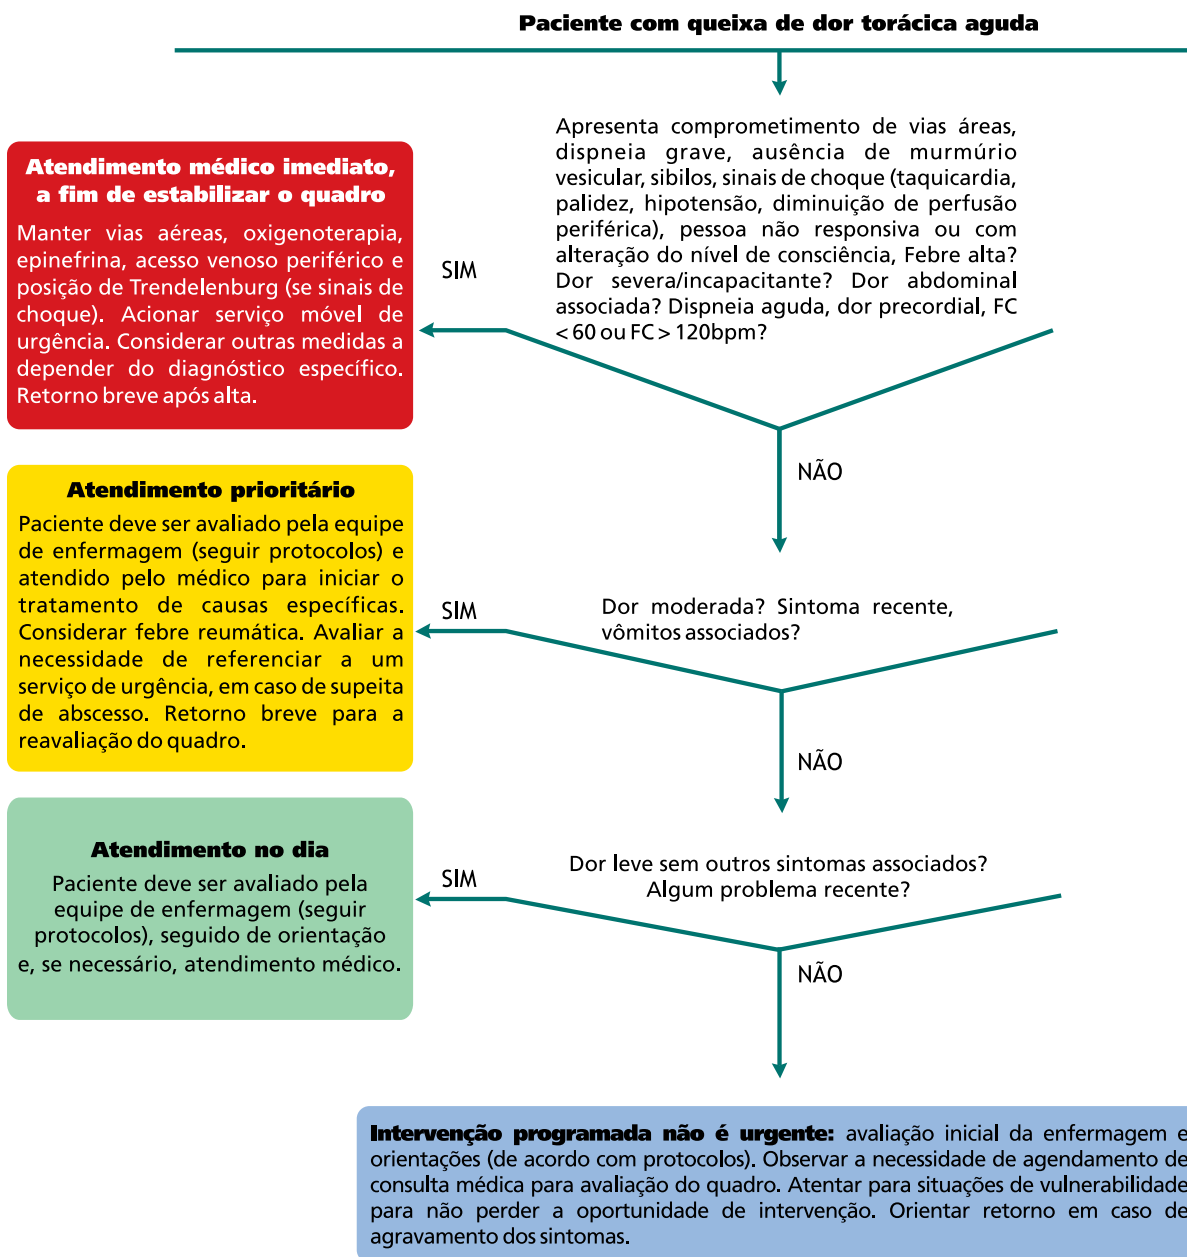 Paciente com queixa de dor torácica aguda
Apresenta comprometimento de vias áreas,
dispneia grave, ausência de murmúrio
vesicular, sibilos, sinais de choque (taquicardia,
palidez, hipotensão, diminuição de perfusão
periférica), pessoa não responsiva ou com
alteração do nível de consciência, Febre alta?
Dor severa/incapacitante? Dor abdominal
associada? Dispneia aguda, dor precordial, FC
< 60 ou FC > 120bpm?
SIM
Atendimento médico imediato,
a fim de estabilizar o quadro
Manter vias aéreas, oxigenoterapia,
epinefrina, acesso venoso periférico e
posição de Trendelenburg (se sinais de
choque). Acionar serviço móvel de
urgência. Considerar outras medidas a
depender do diagnóstico específico.
Retorno breve após alta.
NÃO
Dor moderada? Sintoma recente,
vômitos associados?
SIM
Atendimento prioritário
Paciente deve ser avaliado pela equipe
de enfermagem (seguir protocolos) e
atendido pelo médico para iniciar o
tratamento de causas específicas.
Considerar febre reumática. Avaliar a
necessidade de referenciar a um
serviço de urgência, em caso de supeita
de abscesso. Retorno breve para a
reavaliação do quadro.
NÃO
Dor leve sem outros sintomas associados?
Algum problema recente?
SIM
Atendimento no dia
Paciente deve ser avaliado pela
equipe de enfermagem (seguir
protocolos), seguido de orientação
e, se necessário, atendimento médico.
NÃO
Intervenção programada não é urgente: avaliação inicial da enfermagem e
orientações (de acordo com protocolos). Observar a necessidade de agendamento de
consulta médica para avaliação do quadro. Atentar para situações de vulnerabilidade
para não perder a oportunidade de intervenção. Orientar retorno em caso de
agravamento dos sintomas.